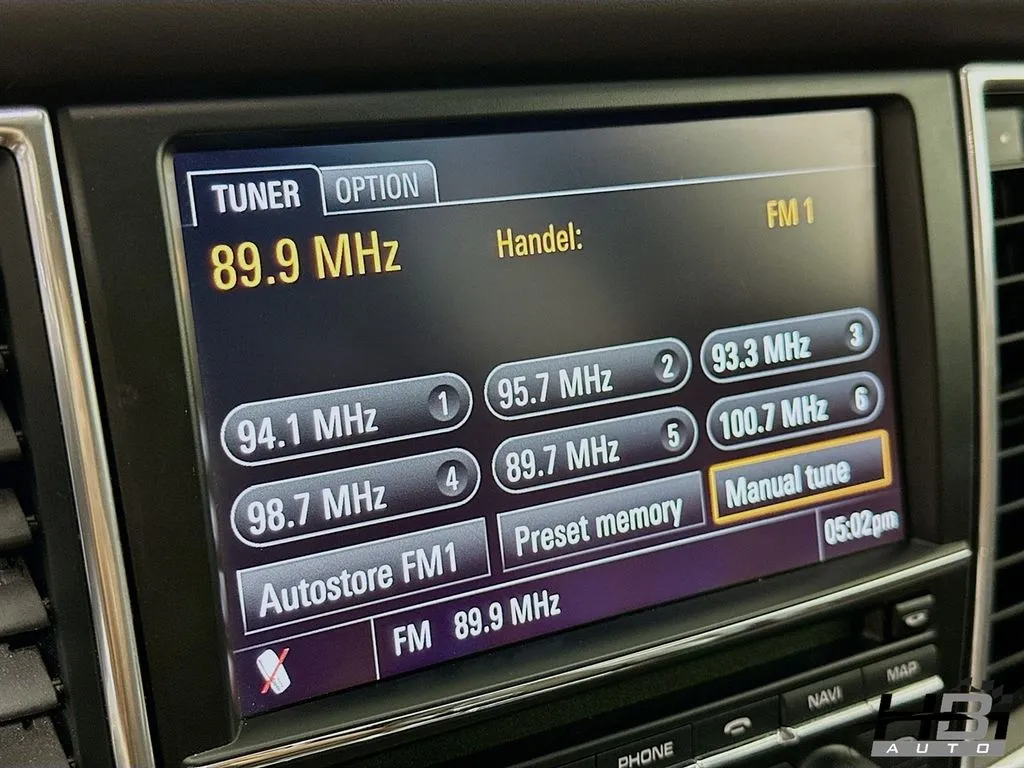 TUNER OPTION
89.9 MHz Handel: FM 1
94.1 MHz 1 95.7 MHz 2 93.3 MHz 3
98.7 MHz 4 89.7 MHz 5 100.7 MHz 6
Autostore FM1 Preset memory Manual tune
FM 89.9 MHz 05:02pm
PHONE NAVI MAP
HB
AUTO